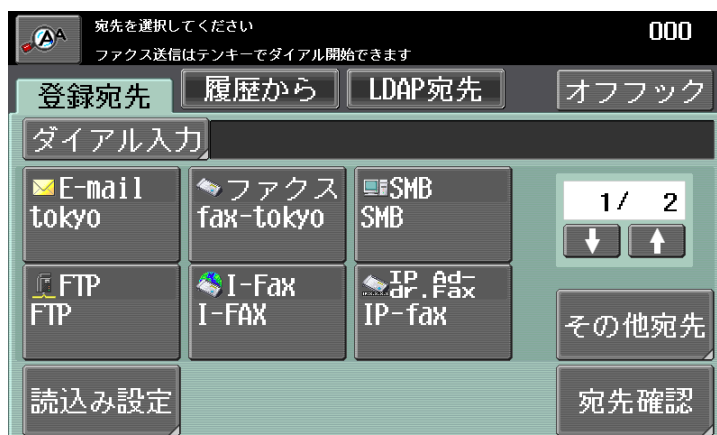 宛先を選択してください
000
ファクス送信はテンキーでダイアル開始できます
登録宛先
履歴から
LDAP宛先
オフフック
ダイアル入力
E-mail
tokyo
ファクス
fax-tokyo
SMB
SMB
1/ 2
FTP
FTP
I-Fax
I-FAX
IP Ad-
dr.Fax
IP-fax
その他宛先
読込み設定
宛先確認